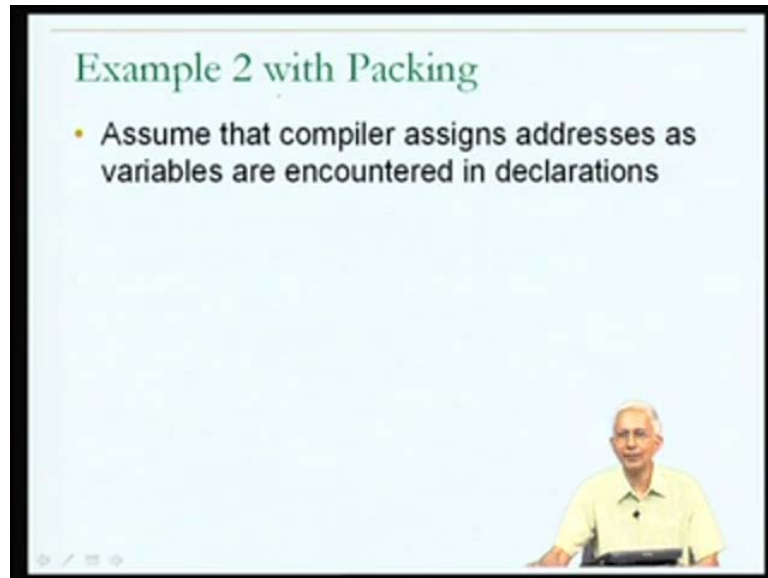 Example 2 with Packing
• Assume that compiler assigns addresses as
variables are encountered in declarations